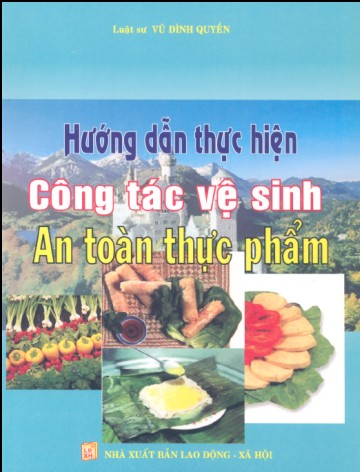 Luật sư VŨ ĐÌNH QUYỀN
Hướng dẫn thực hiện
Công tác vệ sinh
An toàn thực phẩm
NHÀ XUẤT BẢN LAO ĐỘNG - XÃ HỘI